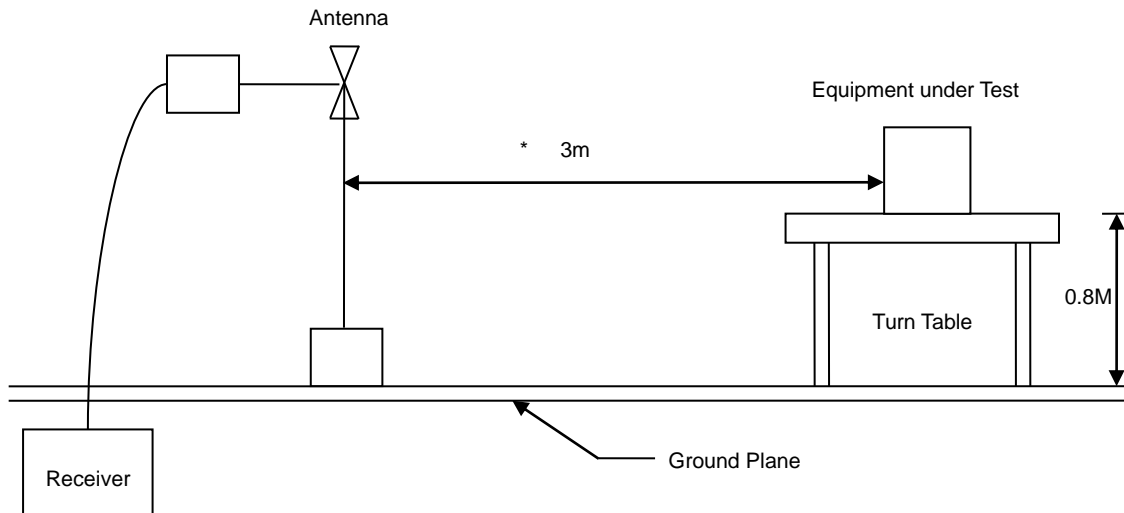 Antenna
Equipment under Test
* 3m
0.8M
Turn Table
Ground Plane
Receiver